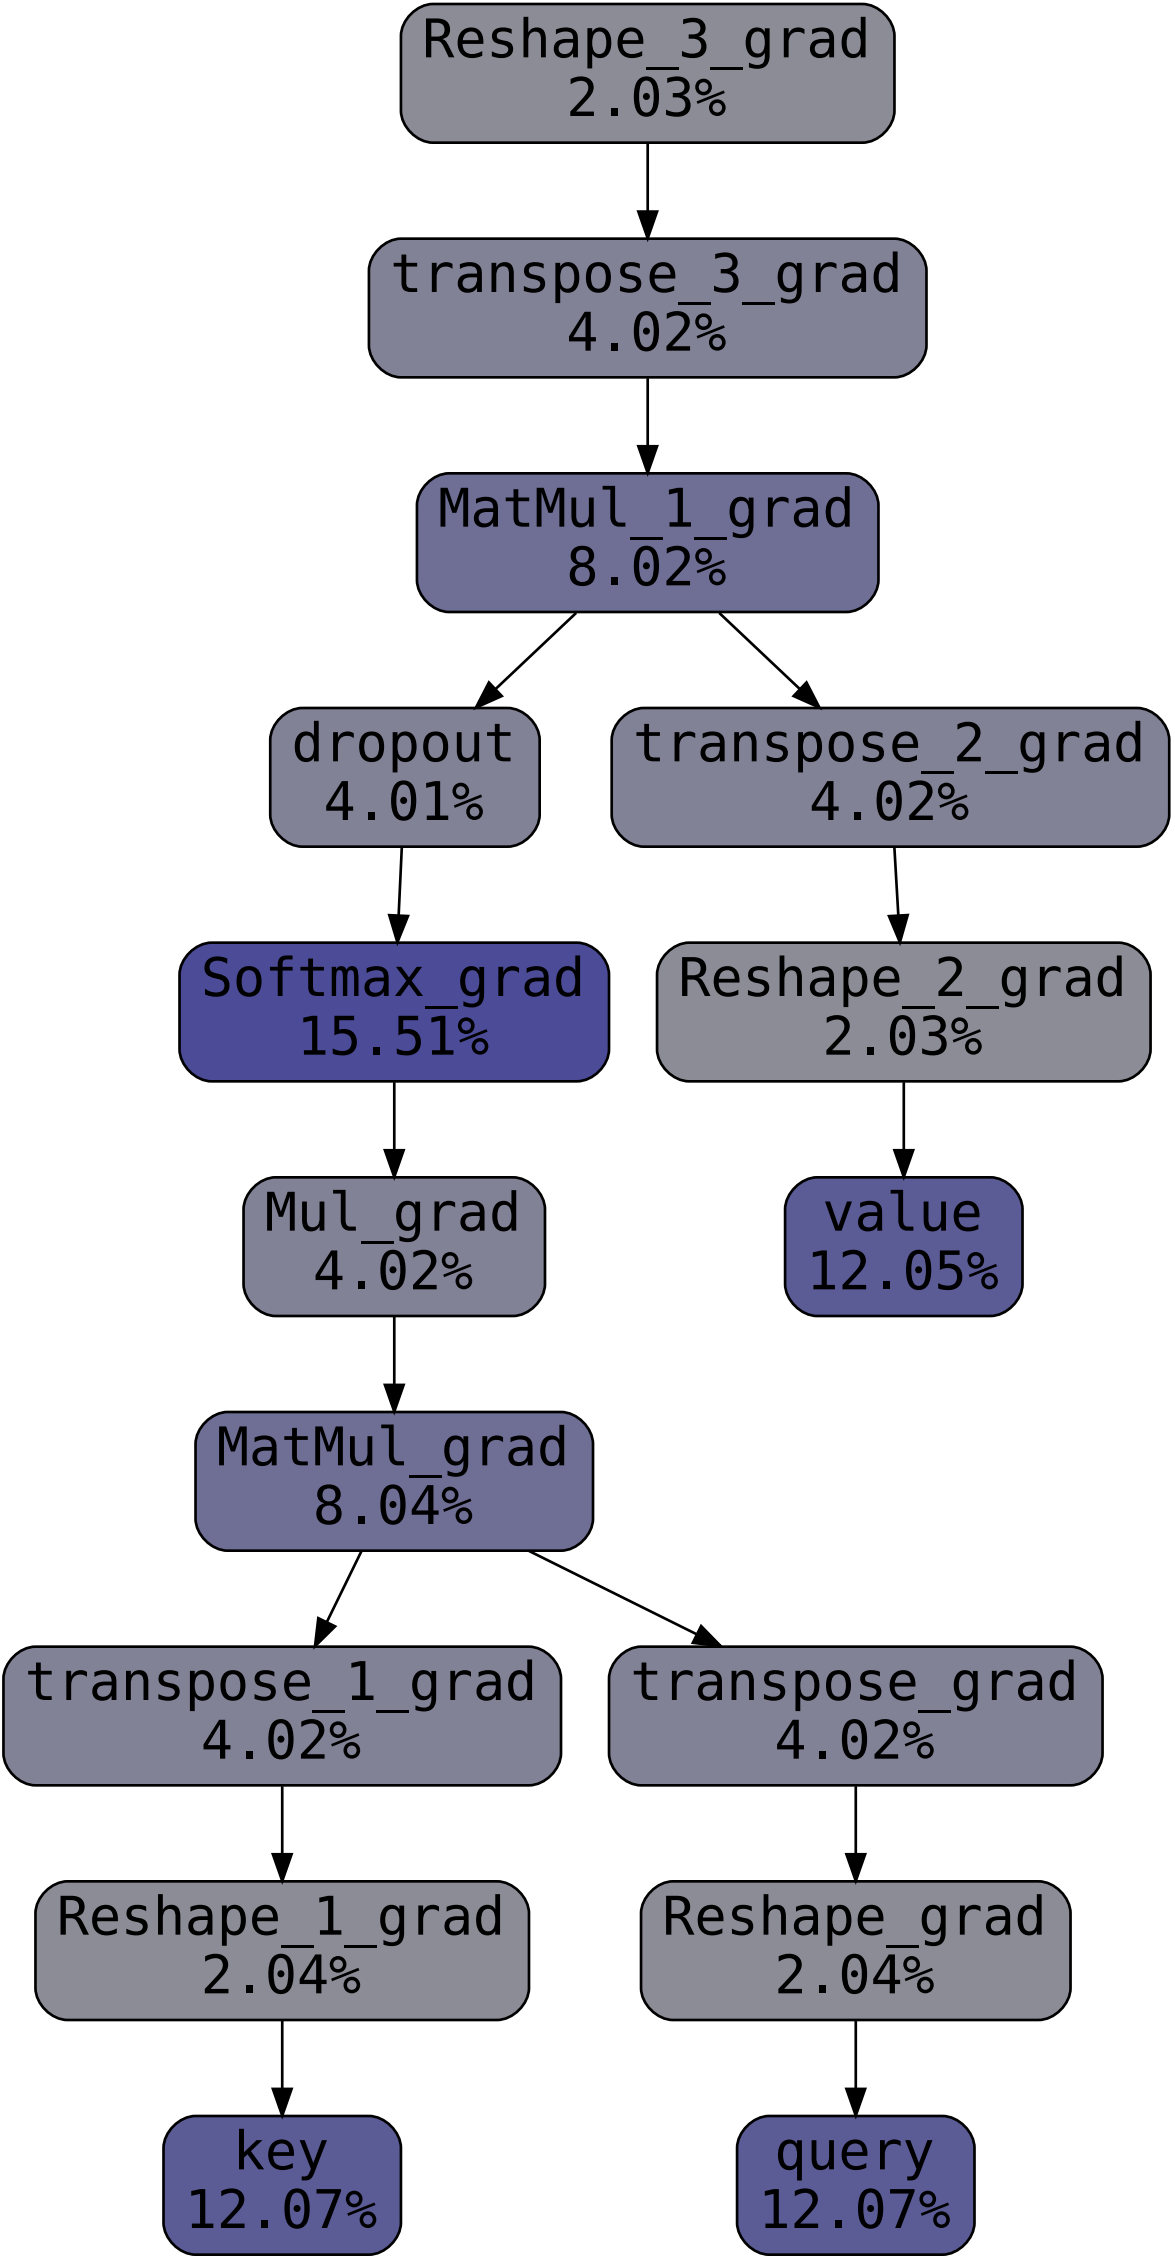 Reshape_3_grad
2.03%
transpose_3_grad
4.02%
MatMul_1_grad
8.02%
dropout
4.01%
transpose_2_grad
4.02%
Softmax_grad
15.51%
Reshape_2_grad
2.03%
Mul_grad
4.02%
value
12.05%
MatMul_grad
8.04%
transpose_1_grad
4.02%
transpose_grad
4.02%
Reshape_1_grad
2.04%
Reshape_grad
2.04%
key
12.07%
query
12.07%